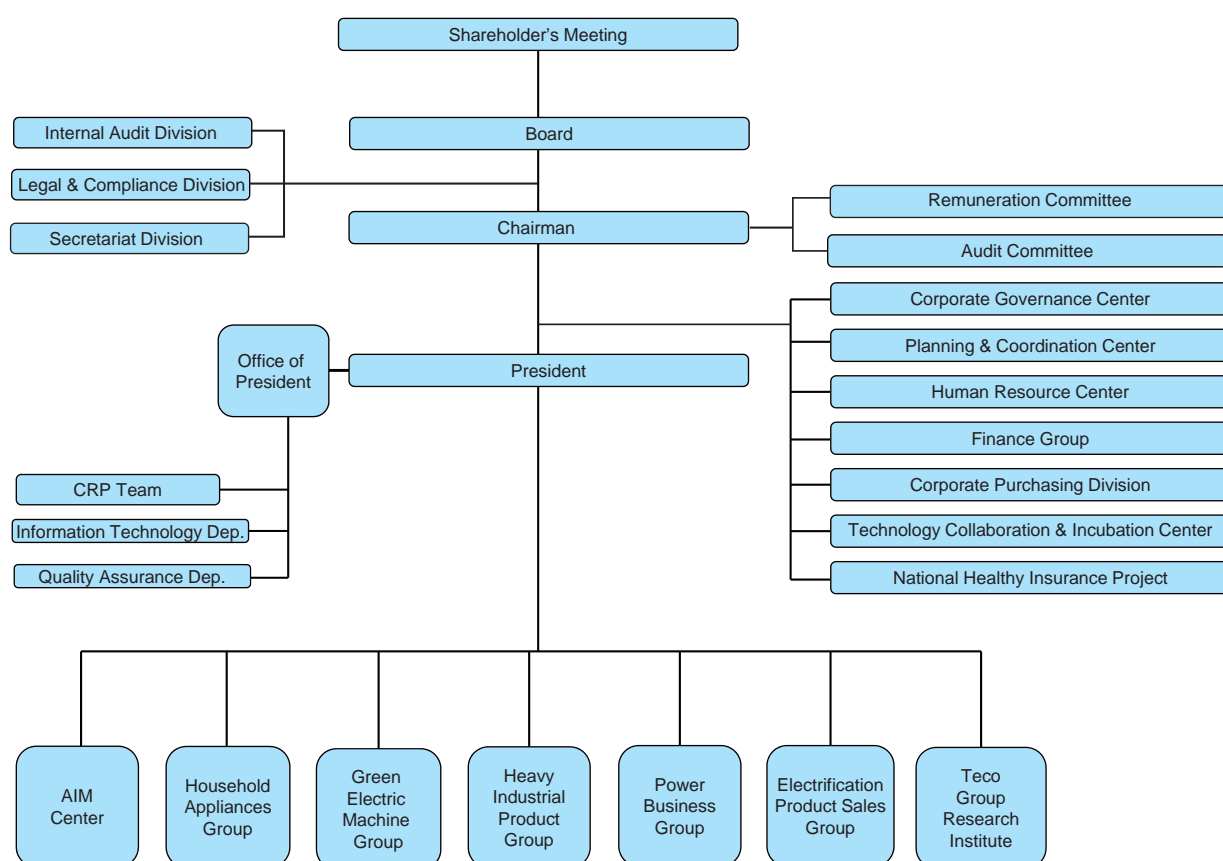 Shareholder's Meeting
Internal Audit Division
Board
Legal & Compliance Division
Remuneration Committee
Chairman
Secretariat Division
Audit Committee
Corporate Governance Center
Planning & Coordination Center
Office of
President
President
Human Resource Center
Finance Group
CRP Team
Corporate Purchasing Division
Information Technology Dep.
Technology Collaboration & Incubation Center
Quality Assurance Dep.
National Healthy Insurance Project
AIM
Center
Household
Appliances
Group
Green
Electric
Machine
Group
Heavy
Industrial
Product
Group
Power
Business
Group
Electrification
Product Sales
Group
Teco
Group
Research
Institute